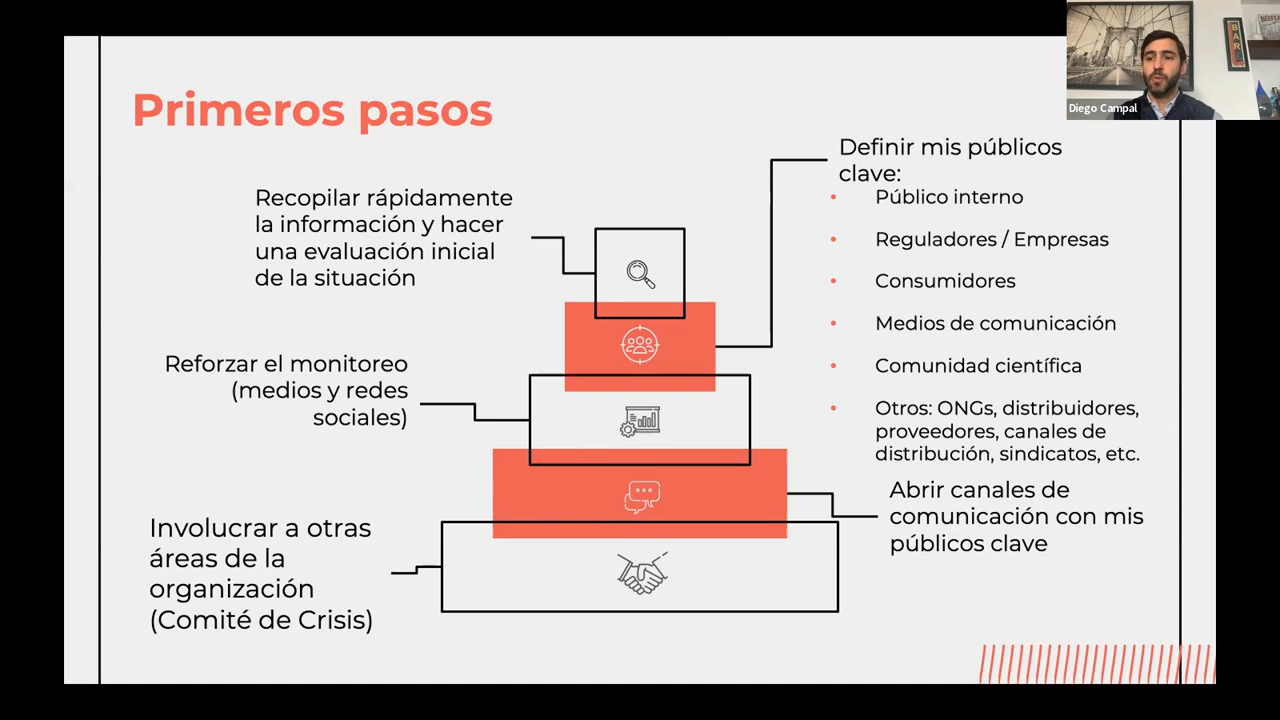 Primeros pasos
Recopilar rápidamente
la información y hacer
una evaluación inicial
de la situación
Definir mis públicos
clave:
• Público interno
• Reguladores / Empresas
• Consumidores
• Medios de comunicación
• Comunidad científica
• Otros: ONGs, distribuidores,
proveedores, canales de
distribución, sindicatos, etc.
Reforzar el monitoreo
(medios y redes
sociales)
Abrir canales de
comunicación con mis
públicos clave
Involucrar a otras
áreas de la
organización
(Comité de Crisis)
Diego Campal
BAR